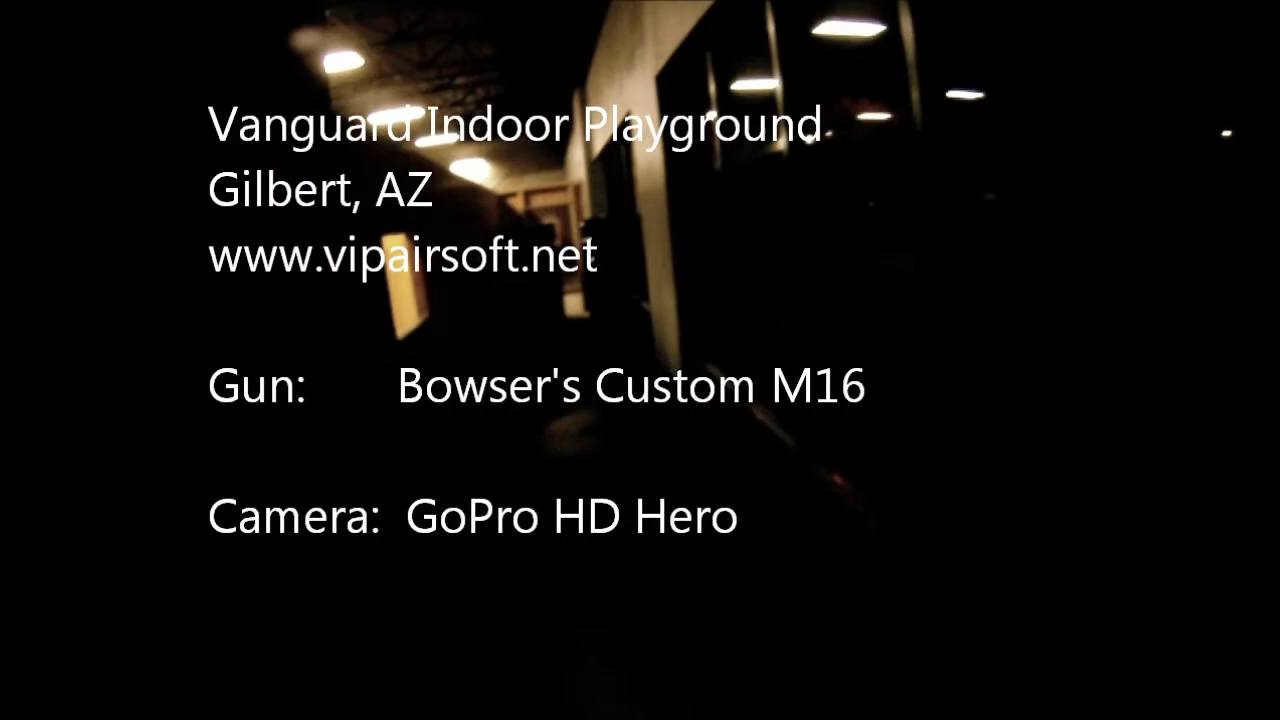 Vanguard Indoor Playground
Gilbert, AZ
www.vipairsoft.net
Gun: Bowser's Custom M16
Camera: GoPro HD Hero